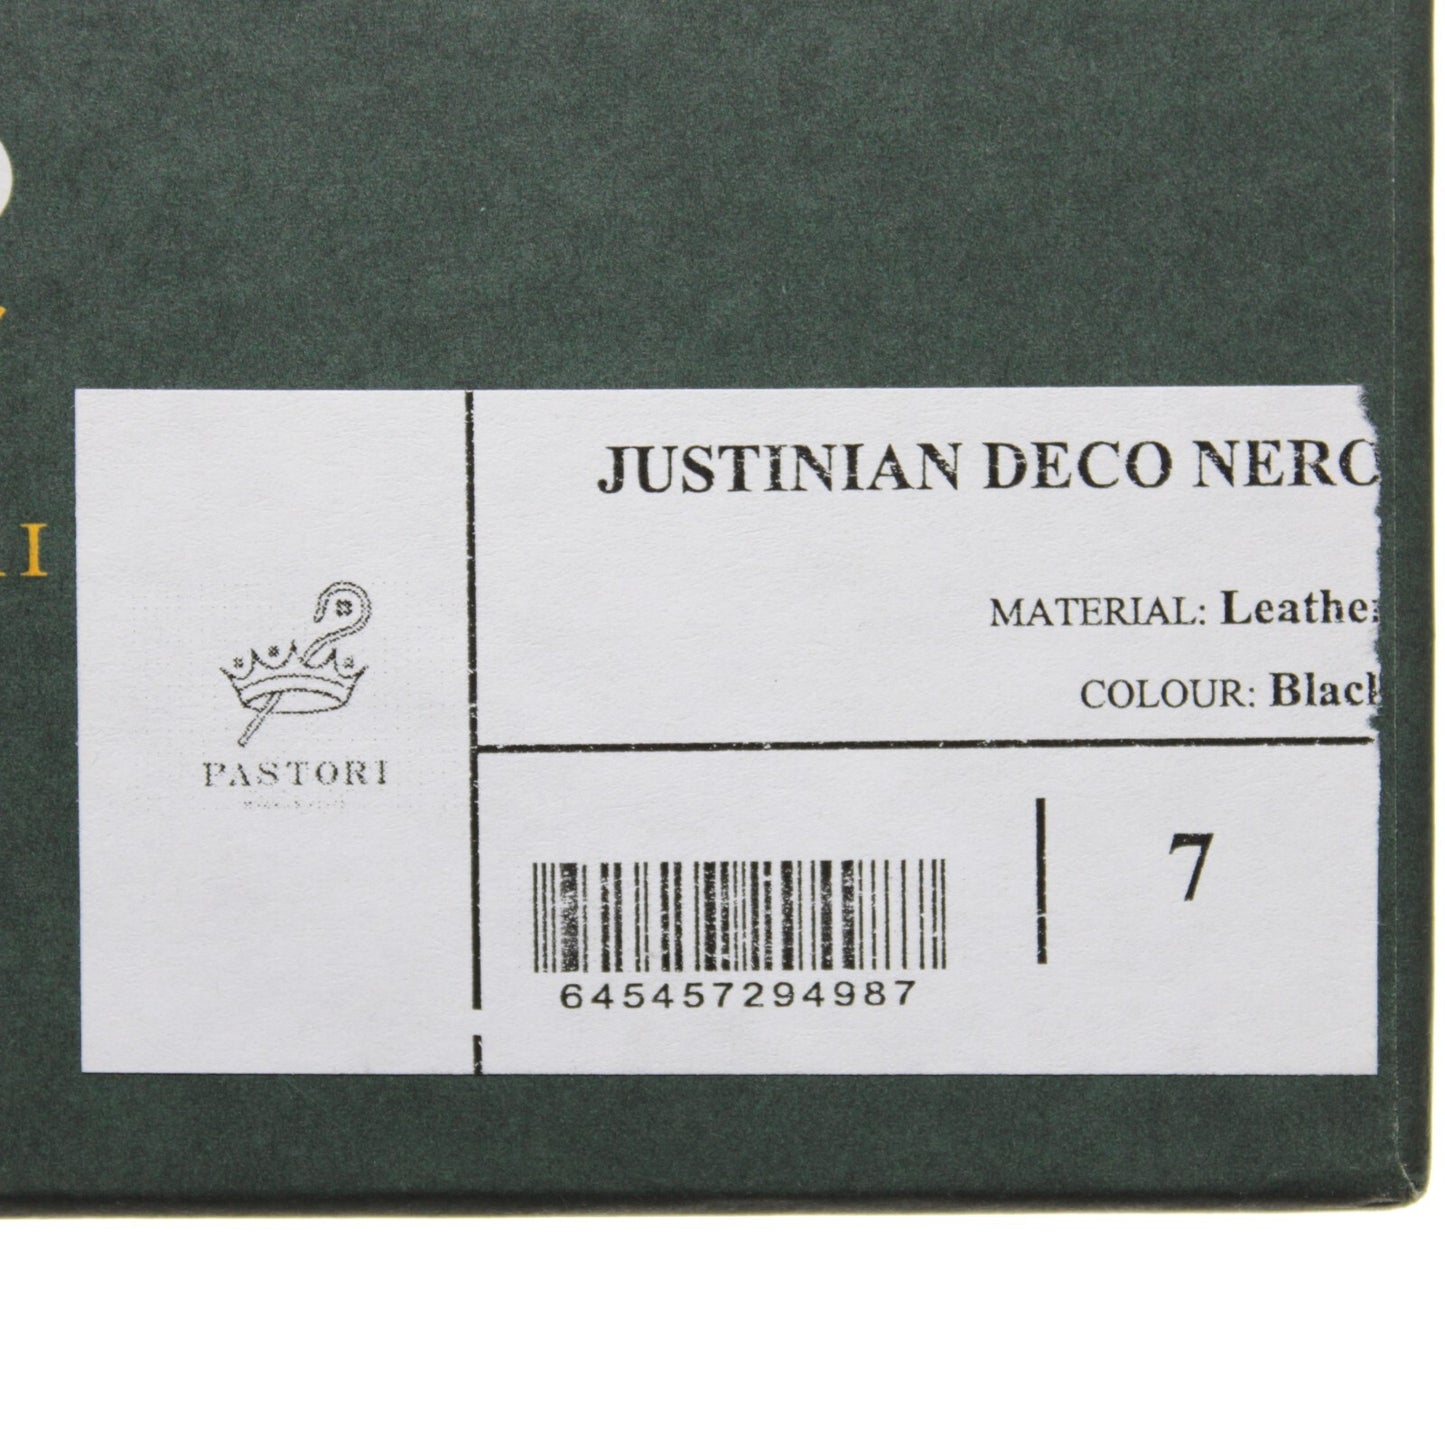 JUSTINIAN DECO NERO
MATERIAL: Leather
COLOUR: Black
PASTORI
7
645457294987